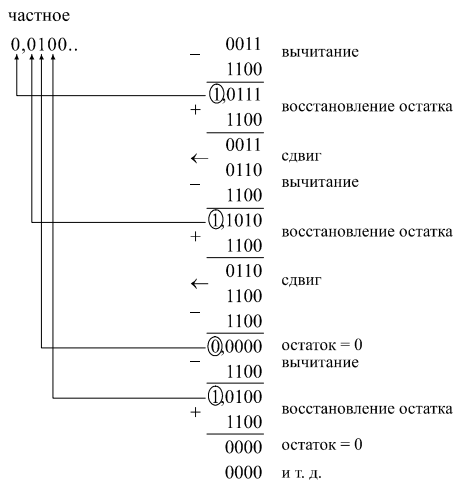 частное
0,0100..
− 0011 вычитание
1100
1,0111
+ 1100 восстановление остатка
0011
← 0110 сдвиг
− 1100 вычитание
1,1010
+ 1100 восстановление остатка
0110
← 1100 сдвиг
− 1100
0,0000 остаток = 0
− 1100 вычитание
1,0100
+ 1100 восстановление остатка
0000 остаток = 0
0000 и т. д.